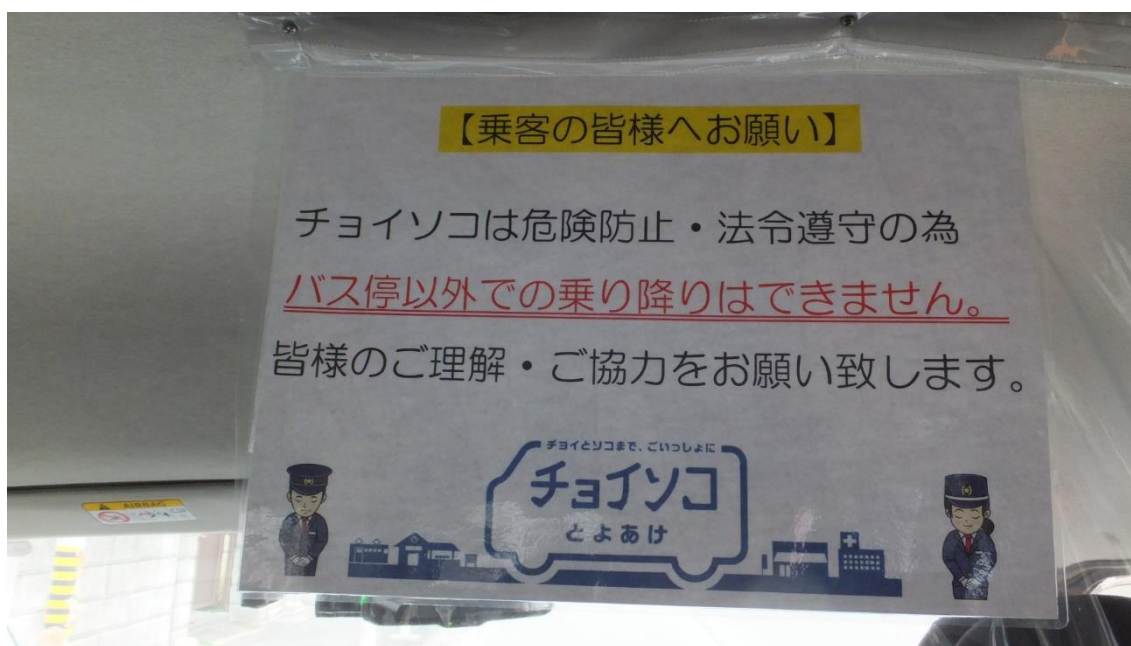 【乗客の皆様へお願い】
チョイソコは危険防止・法令遵守の為
バス停以外での乗り降りはできません。
皆様のご理解・ご協力をお願い致します。
チョイとソコまで、ごいっしょに
チョイソコ
とよあけ
AIRBAG